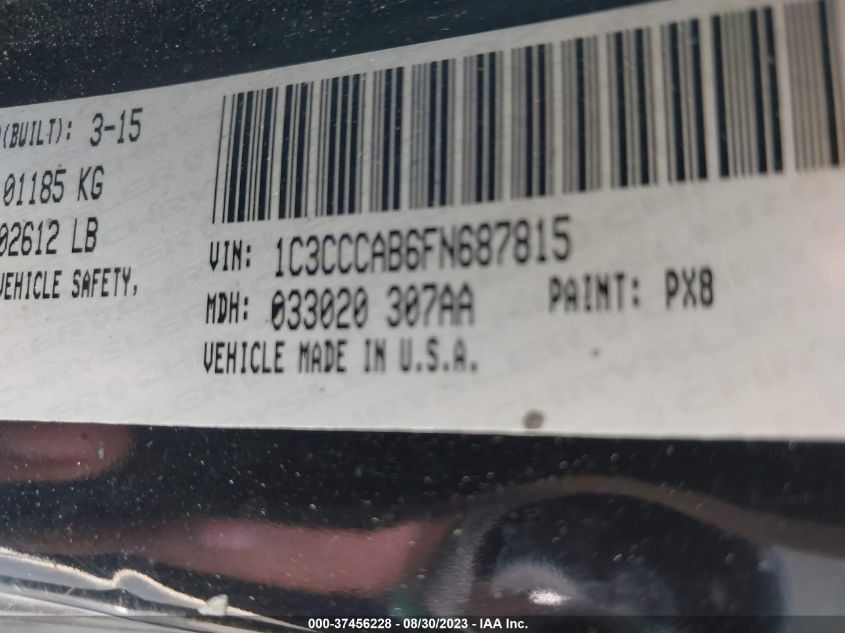 (BUILT): 3-15
01185 KG
02612 LB
VEHICLE SAFETY,
VIN: 1C3CCCAB6FN687815
MDH: 033020 307AA PAINT: PX8
VEHICLE MADE IN U.S.A.
000-37456228 - 08/30/2023 - IAA Inc.